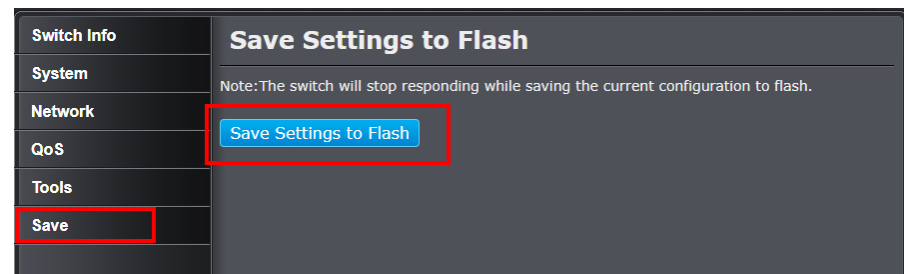 Switch Info
System
Network
QoS
Tools
Save
Save Settings to Flash
Note:The switch will stop responding while saving the current configuration to flash.
Save Settings to Flash